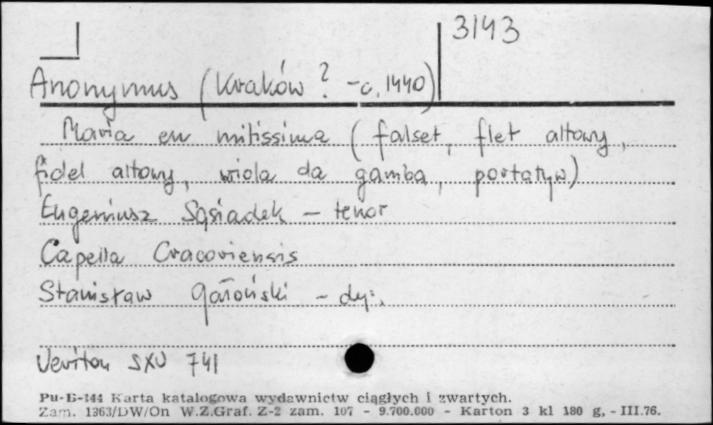 3143
Anonymus (Kraków ? - c. 1440)
Maria en mitissima (falset, flet altowy,
fidel altowy, wiola da gamba, portatyw)
Eugeniusz Sąsiadek - tenor
Capella Cracoviensis
Stanisław Gałoński - dyr.
Veriton SXV 741
Pu-B-144 Karta katalogowa wydawnictw ciągłych i zwartych.
Zam. 1363/DW/On W.Z.Graf. Z-2 zam. 107 - 9.700.000 - Karton 3 kl 180 g, - III.76.